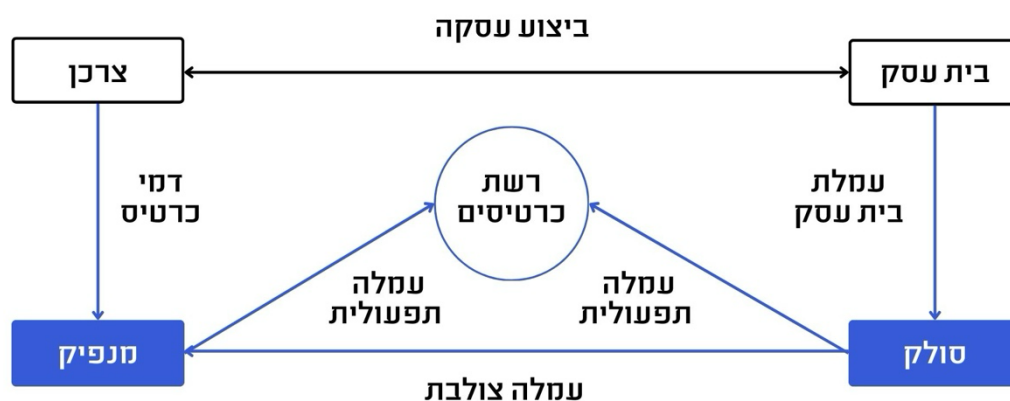 ביצוע עסקה
בית עסק
צרכן
עמלת
בית עסק
רשת
כרטיסים
דמי
כרטיס
עמלה
תפעולית
עמלה
תפעולית
סולק
מנפיק
עמלה צולבת